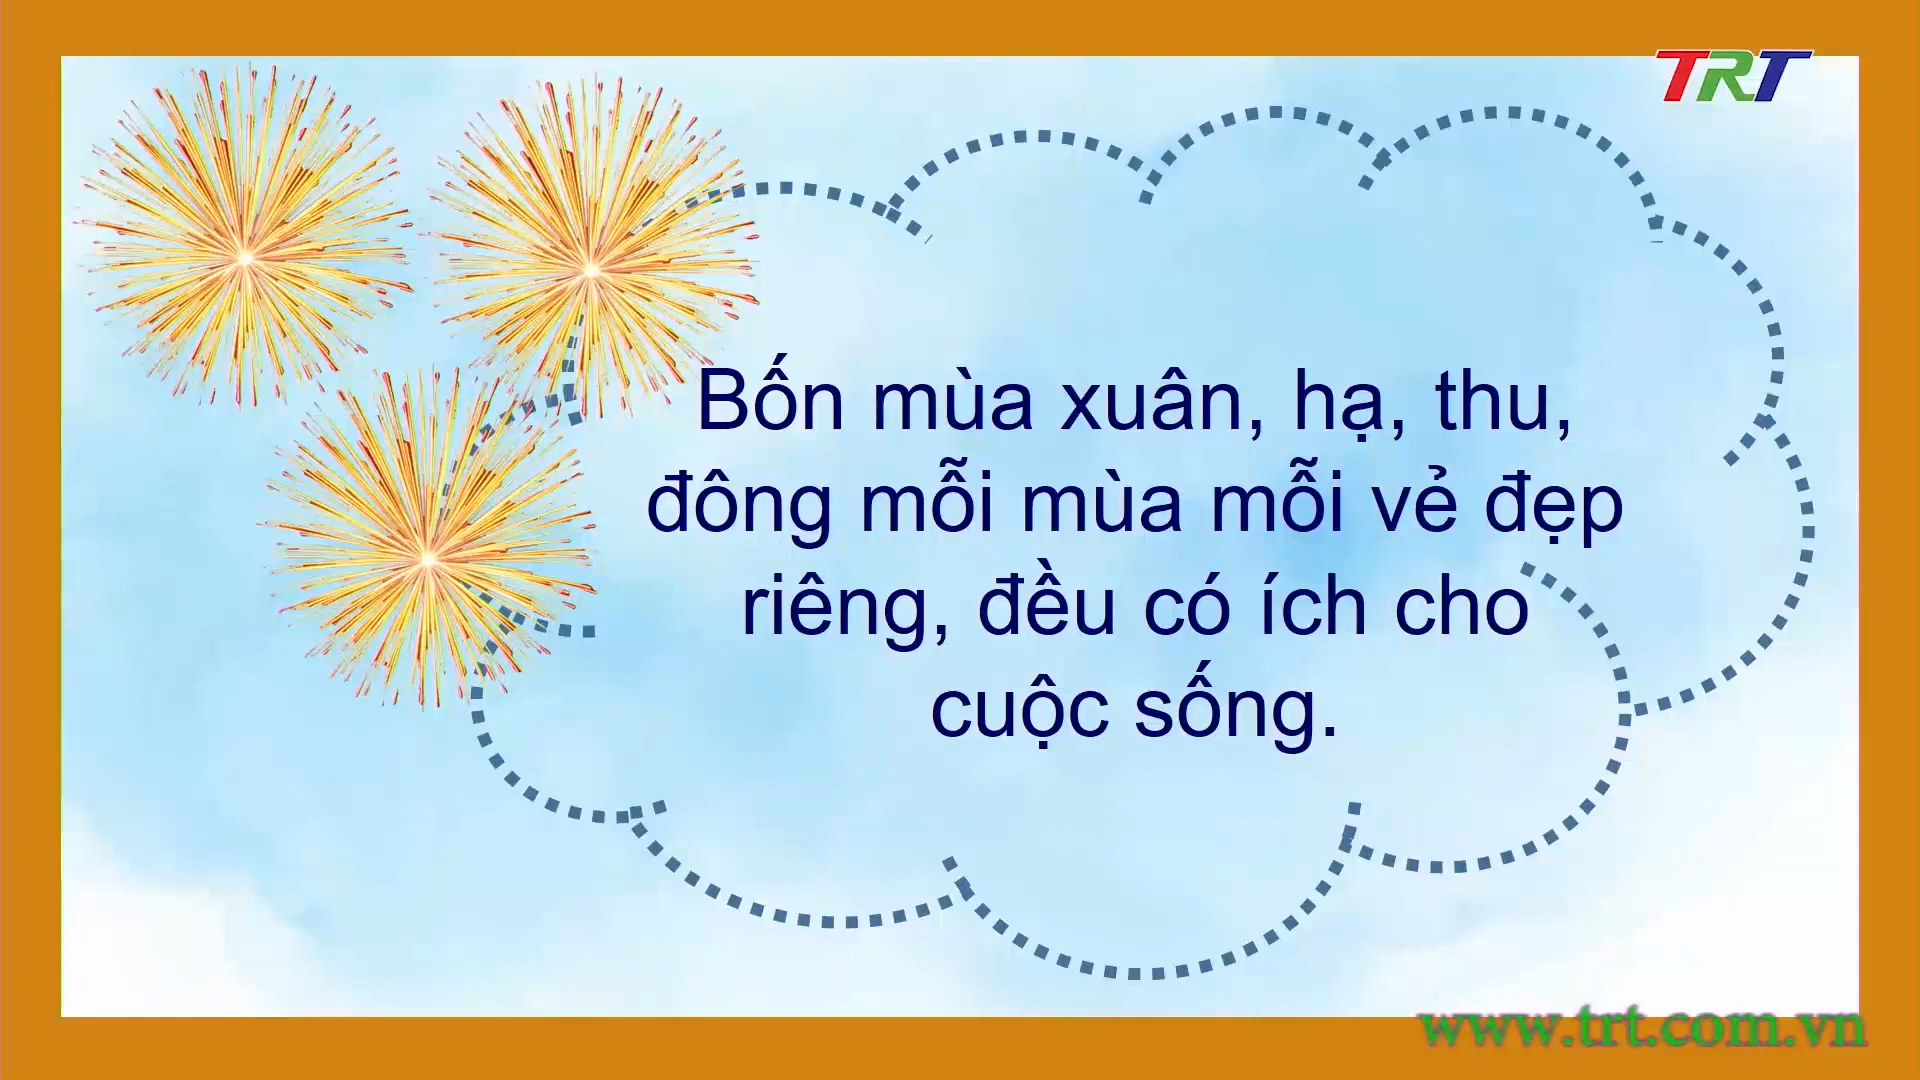 TRT
Bốn mùa xuân, hạ, thu,
đông mỗi mùa mỗi vẻ đẹp
riêng, đều có ích cho
cuộc sống.
www.trt.com.vn